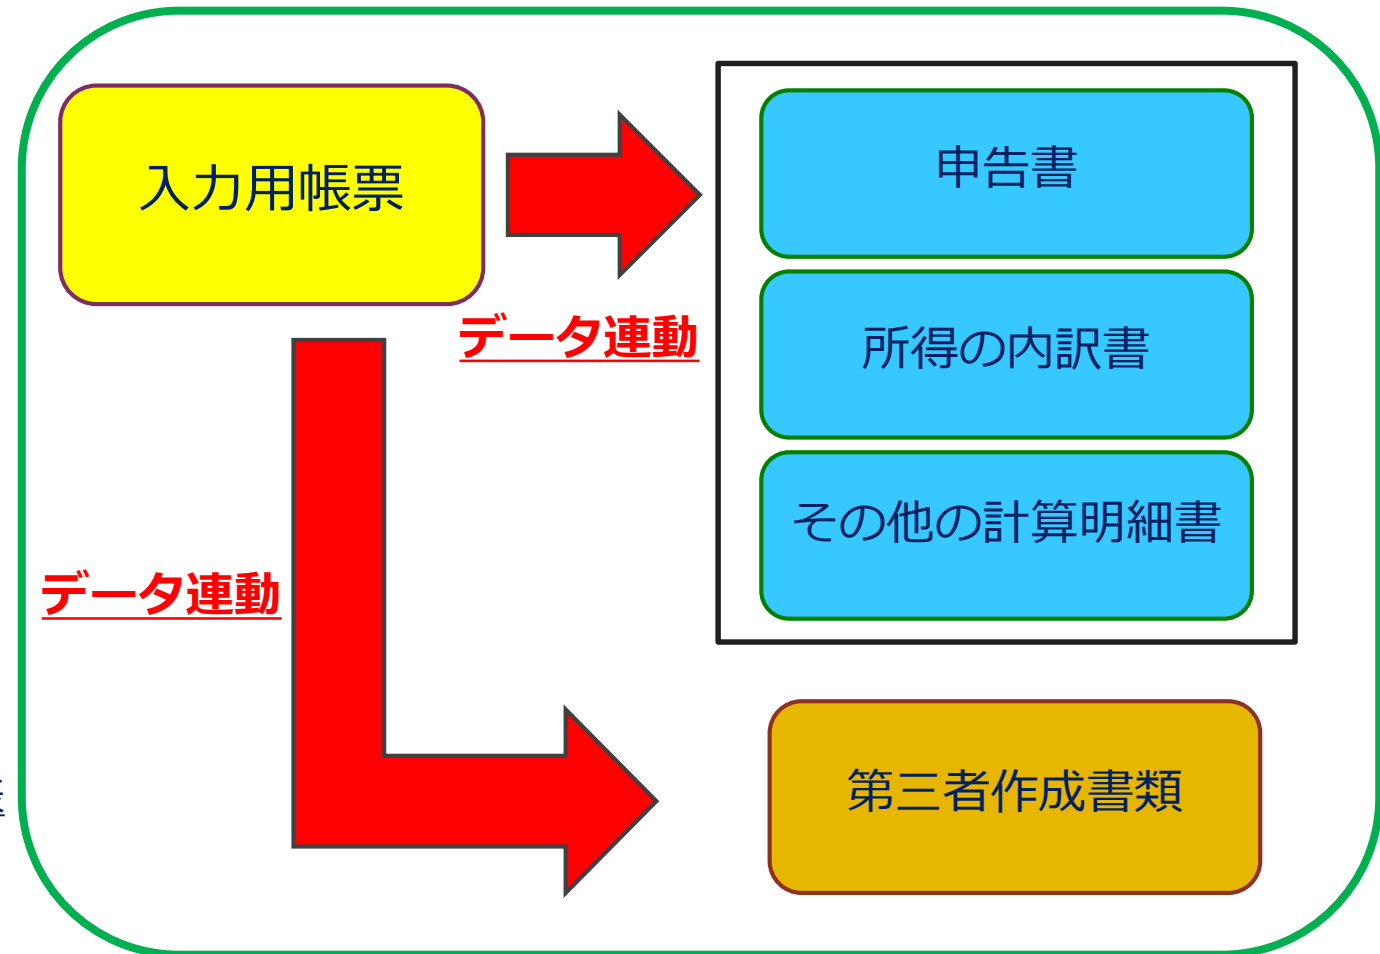 入力用帳票
申告書
データ連動
所得の内訳書
その他の計算明細書
データ連動
第三者作成書類